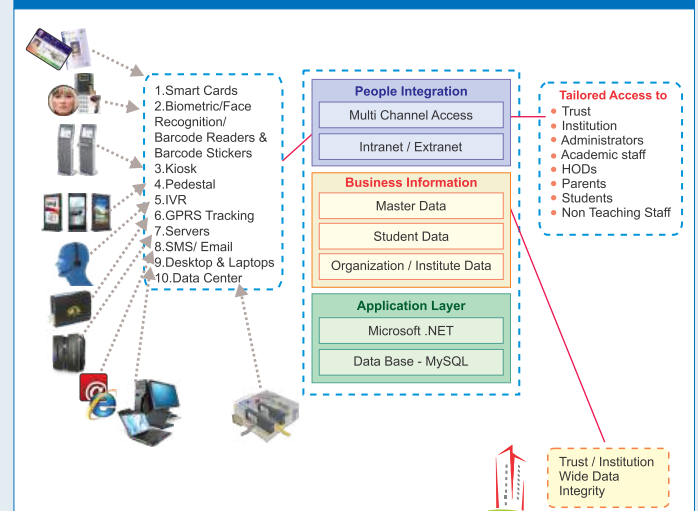 1.Smart Cards
2.Biometric/Face
Recognition/
Barcode Readers &
Barcode Stickers
3.Kiosk
4.Pedestal
5.IVR
6.GPRS Tracking
7.Servers
8.SMS/ Email
9.Desktop & Laptops
10.Data Center
People Integration
Multi Channel Access
Intranet / Extranet
Business Information
Master Data
Student Data
Organization / Institute Data
Application Layer
Microsoft .NET
Data Base - MySQL
Tailored Access to
Trust
Institution
Administrators
Academic staff
HODs
Parents
Students
Non Teaching Staff
Trust / Institution
Wide Data
Integrity